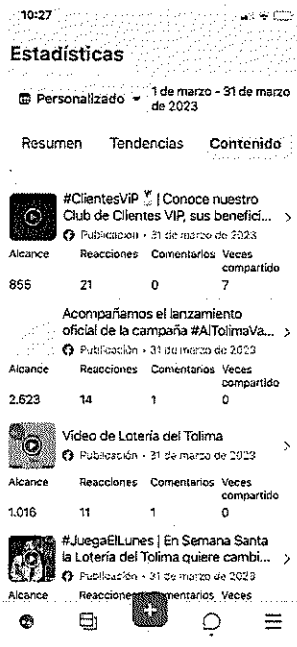 10:27
Estadísticas
Personalizado
1 de marzo - 31 de marzo
de 2023
Resumen Tendencias Contenido
#ClientesViP | Conoce nuestro
Club de Clientes VIP, sus benefici...
Publicación • 31 de marzo de 2023
Alcance Reacciones Comentarios Veces
compartido
855 21 0 7
Acompañamos el lanzamiento
oficial de la campaña #AlTolimaVa...
Publicación • 31 de marzo de 2023
Alcance Reacciones Comentarios Veces
compartido
2.623 14 1 0
Video de Lotería del Tolima
Publicación • 31 de marzo de 2023
Alcance Reacciones Comentarios Veces
compartido
1.016 11 1 0
#JuegaElLunes | En Semana Santa
la Lotería del Tolima quiere cambi...
Publicación • 31 de marzo de 2023
Alcance Reacciones Comentarios Veces